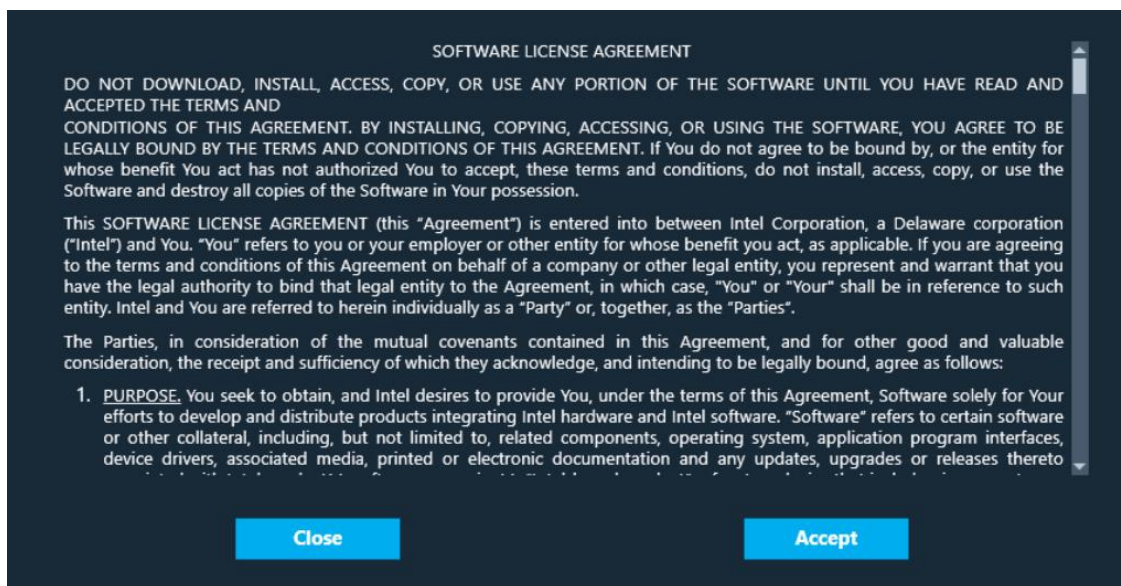 SOFTWARE LICENSE AGREEMENT
DO NOT DOWNLOAD, INSTALL, ACCESS, COPY, OR USE ANY PORTION OF THE SOFTWARE UNTIL YOU HAVE READ AND
ACCEPTED THE TERMS AND
CONDITIONS OF THIS AGREEMENT. BY INSTALLING, COPYING, ACCESSING, OR USING THE SOFTWARE, YOU AGREE TO BE
LEGALLY BOUND BY THE TERMS AND CONDITIONS OF THIS AGREEMENT. If You do not agree to be bound by, or the entity for
whose benefit You act has not authorized You to accept, these terms and conditions, do not install, access, copy, or use the
Software and destroy all copies of the Software in Your possession.
This SOFTWARE LICENSE AGREEMENT (this “Agreement”) is entered into between Intel Corporation, a Delaware corporation
(“Intel”) and You. “You” refers to you or your employer or other entity for whose benefit you act, as applicable. If you are agreeing
to the terms and conditions of this Agreement on behalf of a company or other legal entity, you represent and warrant that you
have the legal authority to bind that legal entity to the Agreement, in which case, "You" or "Your" shall be in reference to such
entity. Intel and You are referred to herein individually as a “Party” or, together, as the “Parties”.
The Parties, in consideration of the mutual covenants contained in this Agreement, and for other good and valuable
consideration, the receipt and sufficiency of which they acknowledge, and intending to be legally bound, agree as follows:
1. PURPOSE. You seek to obtain, and Intel desires to provide You, under the terms of this Agreement, Software solely for Your
efforts to develop and distribute products integrating Intel hardware and Intel software. “Software” refers to certain software
or other collateral, including, but not limited to, related components, operating system, application program interfaces,
device drivers, associated media, printed or electronic documentation and any updates, upgrades or releases thereto
Close
Accept